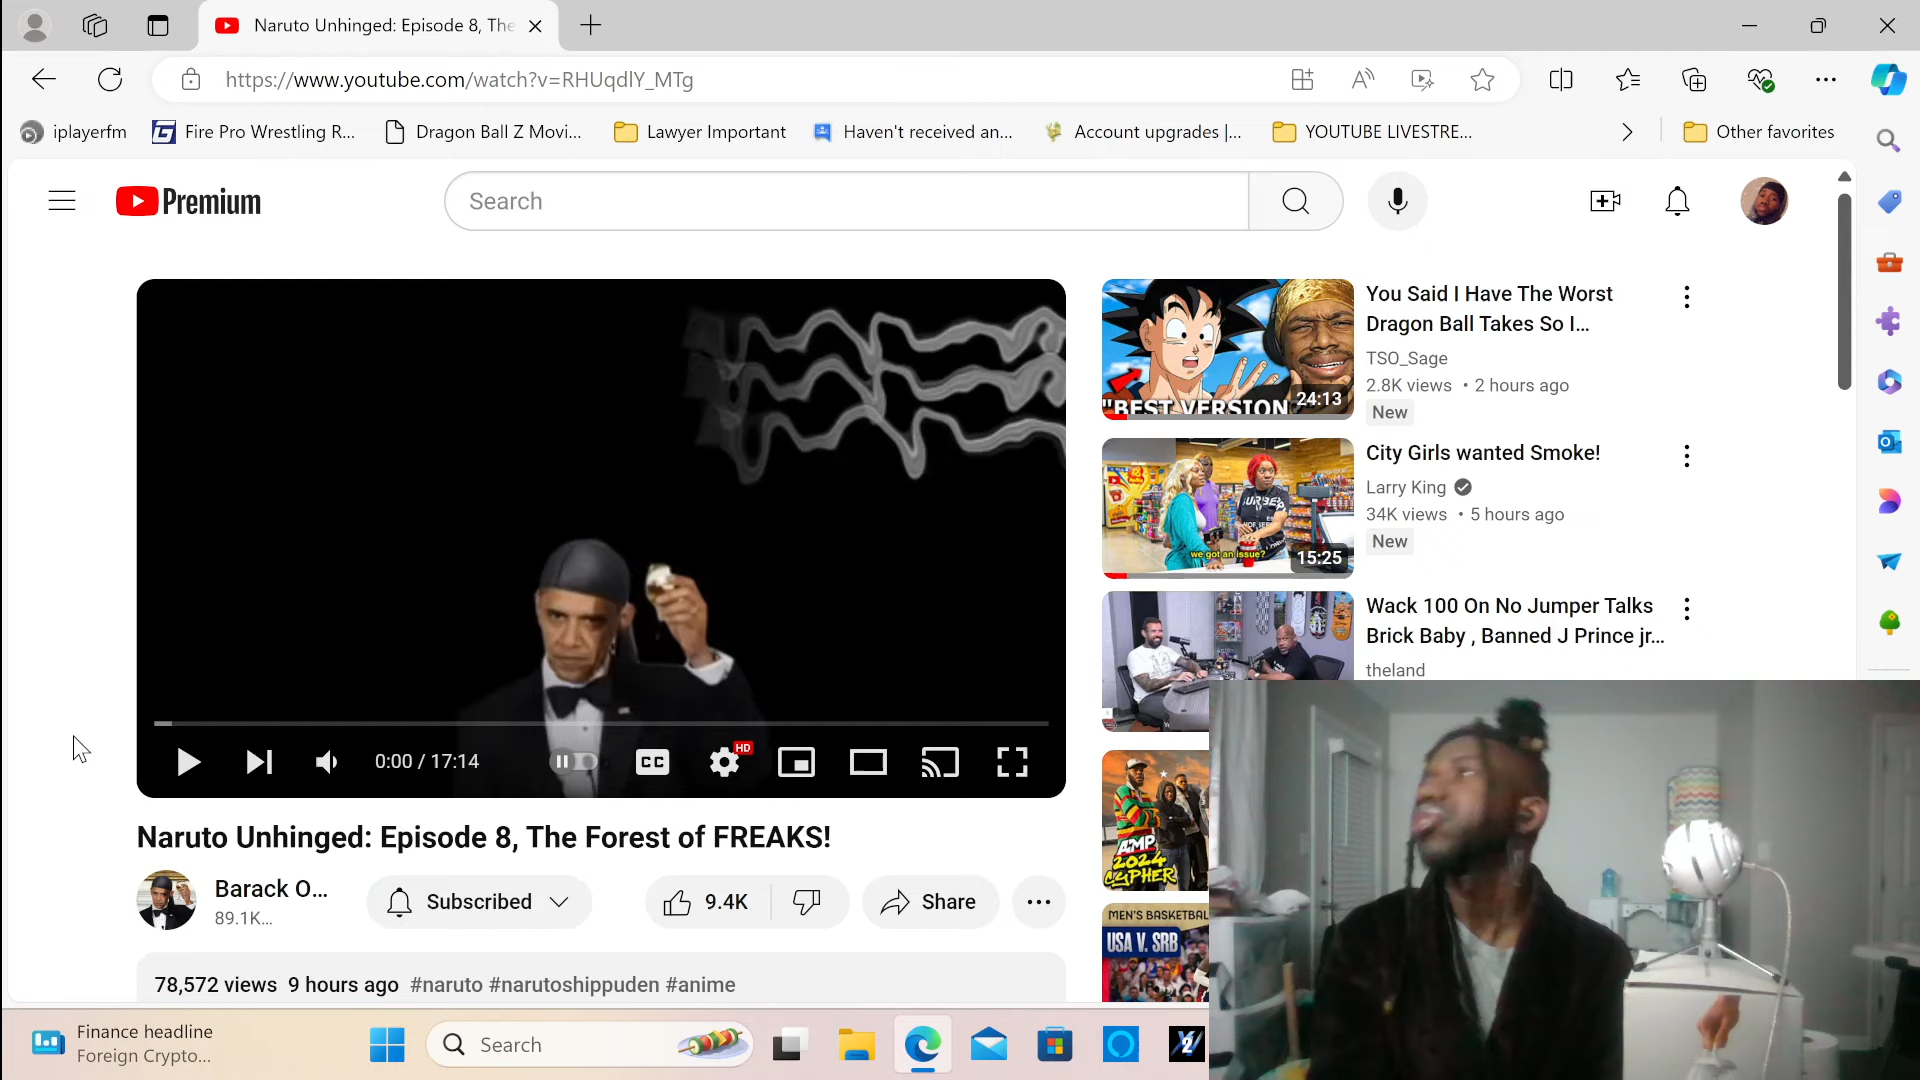 Naruto Unhinged: Episode 8, The
https://www.youtube.com/watch?v=RHUqdlY_MTg
iplayerfm
Fire Pro Wrestling R...
Dragon Ball Z Movi...
Lawyer Important
Haven't received an...
Account upgrades |...
YOUTUBE LIVESTRE...
Other favorites
Premium
Search
"BEST VERSION
24:13
You Said I Have The Worst
Dragon Ball Takes So I...
TSO_Sage
2.8K views • 2 hours ago
New
we got an issue?
15:25
City Girls wanted Smoke!
Larry King
34K views • 5 hours ago
New
Wack 100 On No Jumper Talks
Brick Baby , Banned J Prince jr...
theland
0:00 / 17:14
CC
HD
AMP
2024
CYPHER
Naruto Unhinged: Episode 8, The Forest of FREAKS!
Barack O...
89.1K...
Subscribed
9.4K
Share
MEN'S BASKETBAL
USA V. SRB
78,572 views 9 hours ago #naruto #narutoshippuden #anime
Finance headline
Foreign Crypto...
Search